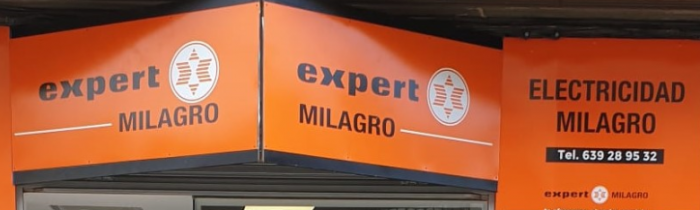 expert
MILAGRO
expert
MILAGRO
ELECTRICIDAD
MILAGRO
Tel. 639 28 95 32
expert MILAGRO